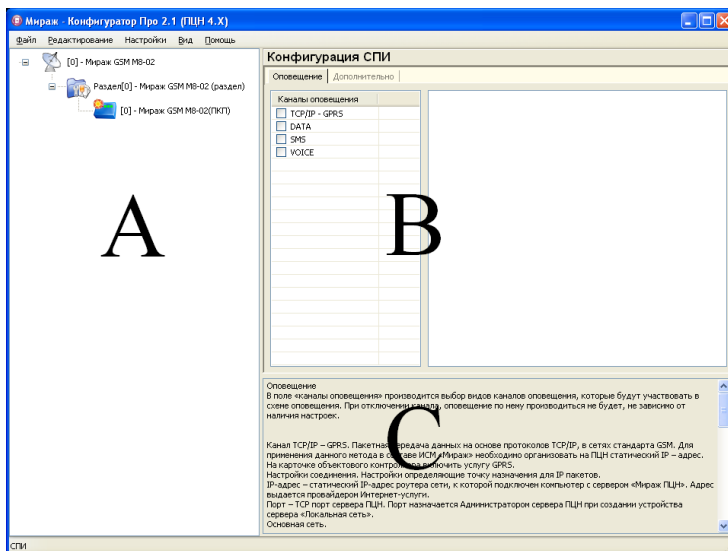 Мираж - Конфигуратор Про 2.1 (ПЦН 4.X)
Файл Редактирование Настройки Вид Помощь
[0] - Мираж GSM M8-02
Раздел[0] - Мираж GSM M8-02 (раздел)
[0] - Мираж GSM M8-02(ПКП)
A
Конфигурация СПИ
Оповещение Дополнительно
Каналы оповещения
TCP/IP - GPRS
DATA
SMS
VOICE
B
Оповещение
В поле «каналы оповещения» производится выбор видов каналов оповещения, которые будут участвовать в
схеме оповещения. При отключении канала, оповещение по нему производиться не будет, не зависимо от
наличия настроек.
C
Канал TCP/IP – GPRS. Пакетная передача данных на основе протоколов TCP/IP, в сетях стандарта GSM. Для
применения данного метода в составе ИСМ «Мираж» необходимо организовать на ПЦН статический IP – адрес.
На карточке объектового контроллера включить услугу GPRS.
Настройки соединения. Настройки определяющие точку назначения для IP пакетов.
IP-адрес – статический IP-адрес роутера сети, к которой подключен компьютер с сервером «Мираж ПЦН». Адрес
выдается провайдером Интернет-услуги.
Порт – TCP порт сервера ПЦН. Порт назначается Администратором сервера ПЦН при создании устройства
сервера «Локальная сеть».
Основная сеть.
СПИ